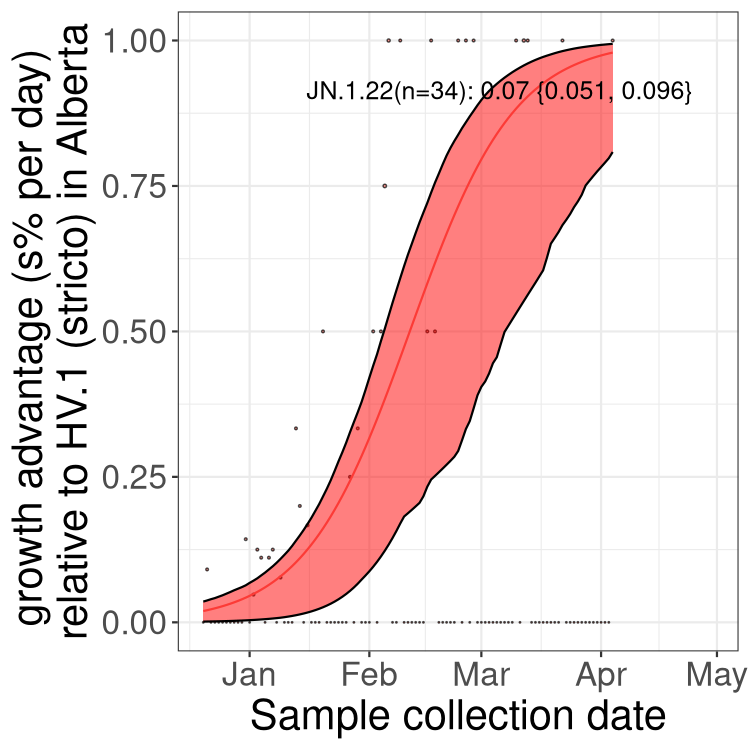 growth advantage (s% per day)
relative to HV.1 (stricto) in Alberta
1.00
0.75
0.50
0.25
0.00
JN.1.22(n=34): 0.07 {0.051, 0.096}
Jan Feb Mar Apr May
Sample collection date